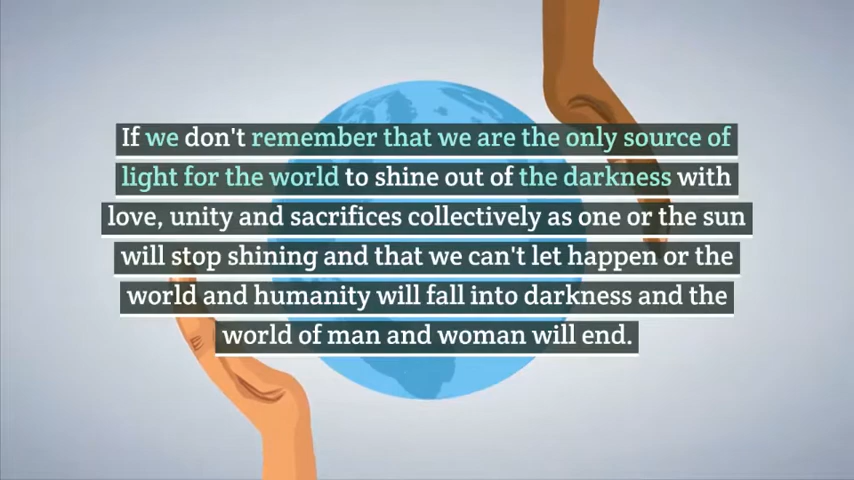 If we don't remember that we are the only source of
light for the world to shine out of the darkness with
love, unity and sacrifices collectively as one or the sun
will stop shining and that we can't let happen or the
world and humanity will fall into darkness and the
world of man and woman will end.